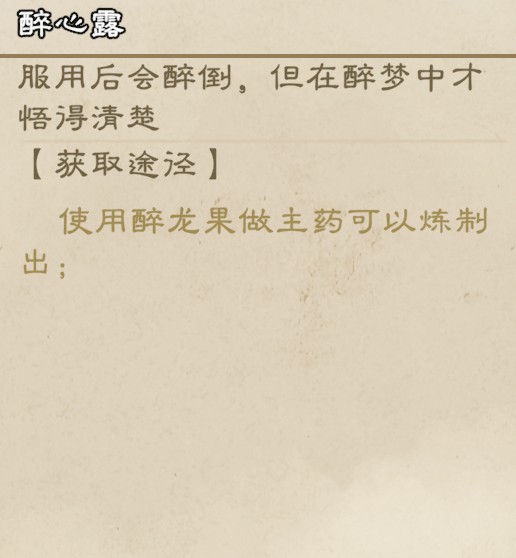 醉心露
服用后会醉倒，但在醉梦中才
悟得清楚
【获取途径】
使用醉龙果做主药可以炼制
出；